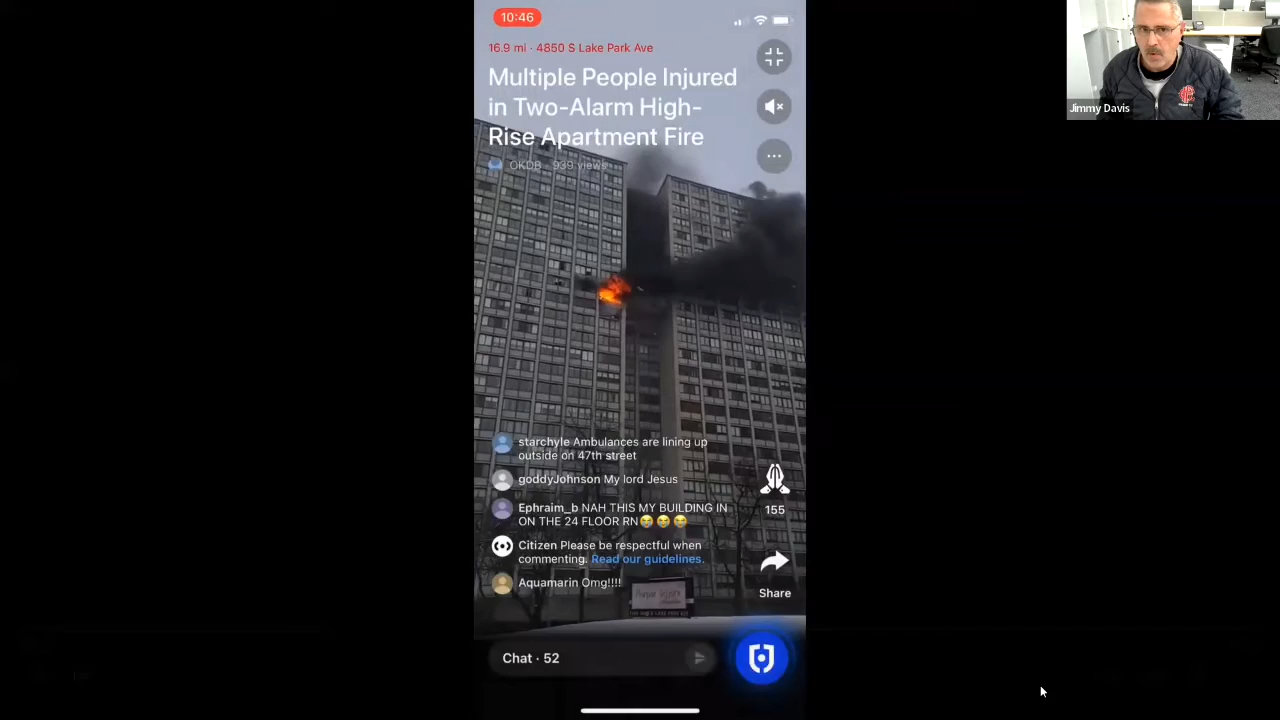 10:46
16.9 mi · 4850 S Lake Park Ave
Multiple People Injured
in Two-Alarm High-
Rise Apartment Fire
OKDB · 939 views
starchyle Ambulances are lining up
outside on 47th street
goddyJohnson My lord Jesus
Ephraim_b NAH THIS MY BUILDING IN
ON THE 24 FLOOR RN😭😭😭
Citizen Please be respectful when
commenting. Read our guidelines.
Aquamarin Omg!!!!
155
Share
Chat · 52
Jimmy Davis